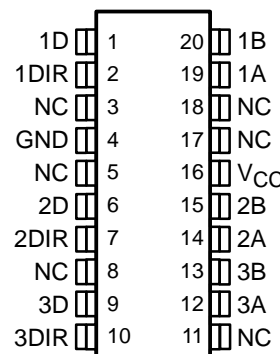 1D 1 20 1B
1DIR 2 19 1A
NC 3 18 NC
GND 4 17 NC
NC 5 16 VCC
2D 6 15 2B
2DIR 7 14 2A
NC 8 13 3B
3D 9 12 3A
3DIR 10 11 NC